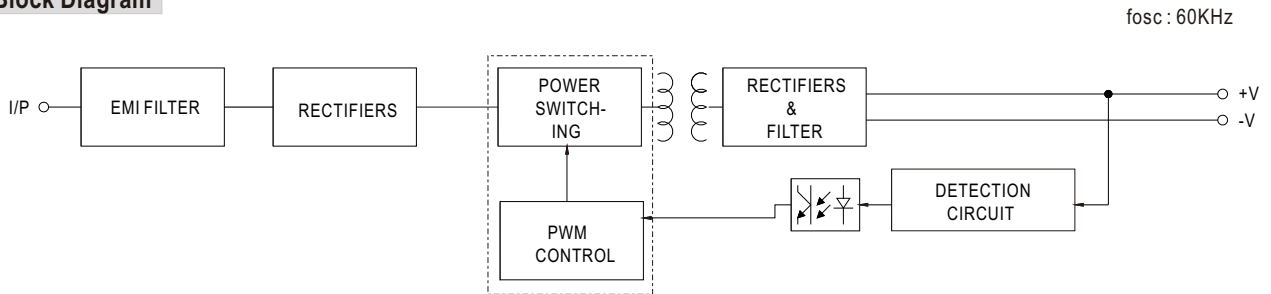 Block Diagram
fosc : 60KHz
I/P
EMI FILTER
RECTIFIERS
POWER
SWITCH-
ING
RECTIFIERS
&
FILTER
+V
-V
DETECTION
CIRCUIT
PWM
CONTROL